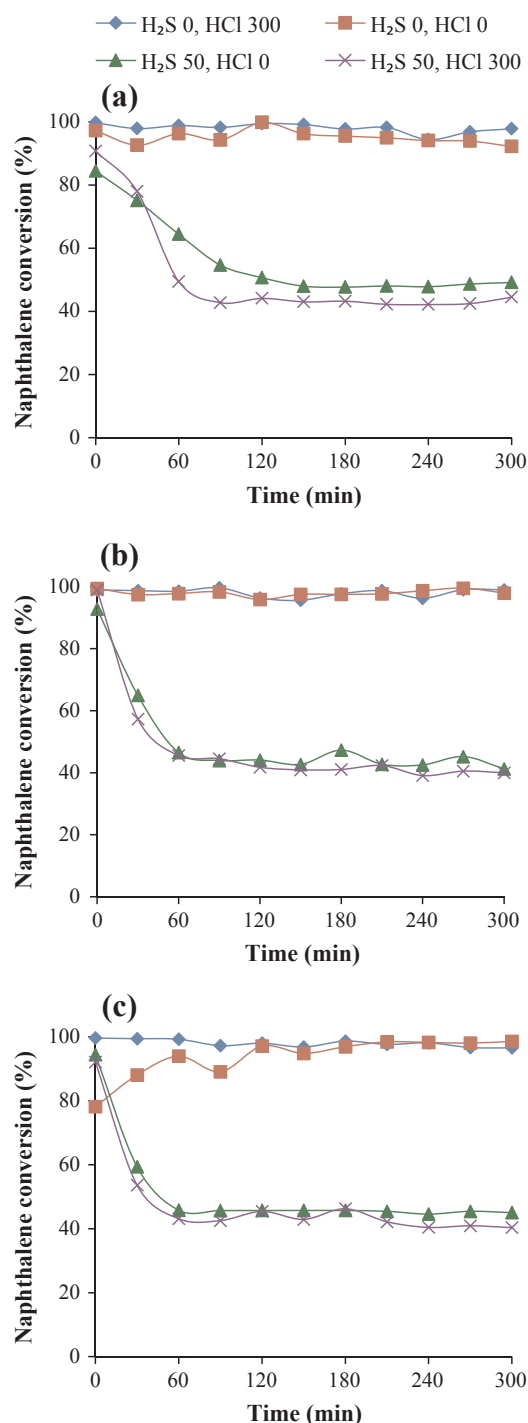 H₂S 0, HCl 300 H₂S 0, HCl 0
H₂S 50, HCl 0 H₂S 50, HCl 300
(a)
100
80
60
40
20
0
Naphthalene conversion (%)
0 60 120 180 240 300
Time (min)
(b)
100
80
60
40
20
0
Naphthalene conversion (%)
0 60 120 180 240 300
Time (min)
(c)
100
80
60
40
20
0
Naphthalene conversion (%)
0 60 120 180 240 300
Time (min)